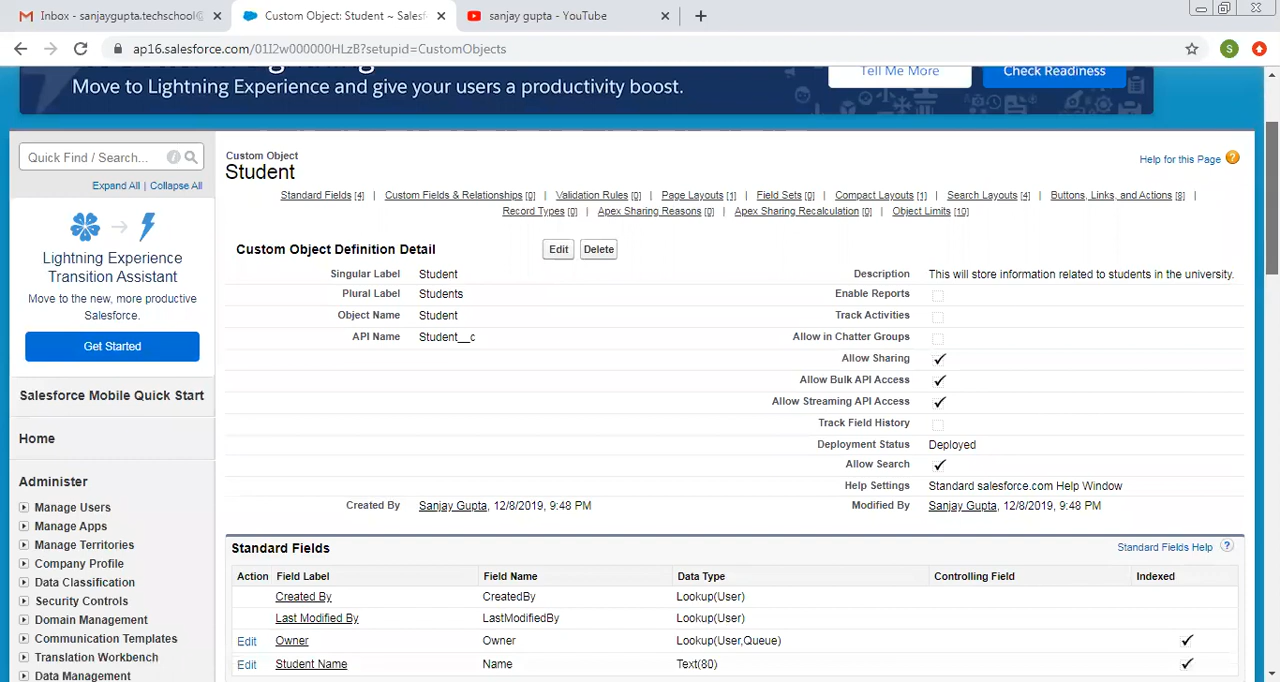 Inbox - sanjaygupta.techschool@
Custom Object: Student ~ Salesf
sanjay gupta - YouTube
ap16.salesforce.com/01I2w000000HLzB?setupid=CustomObjects
S
Move to Lightning Experience and give your users a productivity boost.
Tell Me More
Check Readiness
Quick Find / Search...
Expand All | Collapse All
Lightning Experience
Transition Assistant
Move to the new, more productive
Salesforce.
Get Started
Salesforce Mobile Quick Start
Home
Administer
Manage Users
Manage Apps
Manage Territories
Company Profile
Data Classification
Security Controls
Domain Management
Communication Templates
Translation Workbench
Data Management
Custom Object
Student
Help for this Page
Standard Fields [4] | Custom Fields & Relationships [0] | Validation Rules [0] | Page Layouts [1] | Field Sets [0] | Compact Layouts [1] | Search Layouts [4] | Buttons, Links, and Actions [8] |
Record Types [0] | Apex Sharing Reasons [0] | Apex Sharing Recalculation [0] | Object Limits [10]
Custom Object Definition Detail Edit Delete
Singular Label Student Description This will store information related to students in the university.
Plural Label Students Enable Reports
Object Name Student Track Activities
API Name Student__c Allow in Chatter Groups
Allow Sharing ✓
Allow Bulk API Access ✓
Allow Streaming API Access ✓
Track Field History
Deployment Status Deployed
Allow Search ✓
Help Settings Standard salesforce.com Help Window
Created By Sanjay Gupta, 12/8/2019, 9:48 PM Modified By Sanjay Gupta, 12/8/2019, 9:48 PM
Standard Fields Standard Fields Help ?
Action Field Label Field Name Data Type Controlling Field Indexed
Created By CreatedBy Lookup(User)
Last Modified By LastModifiedBy Lookup(User)
Edit Owner Owner Lookup(User,Queue) ✓
Edit Student Name Name Text(80) ✓